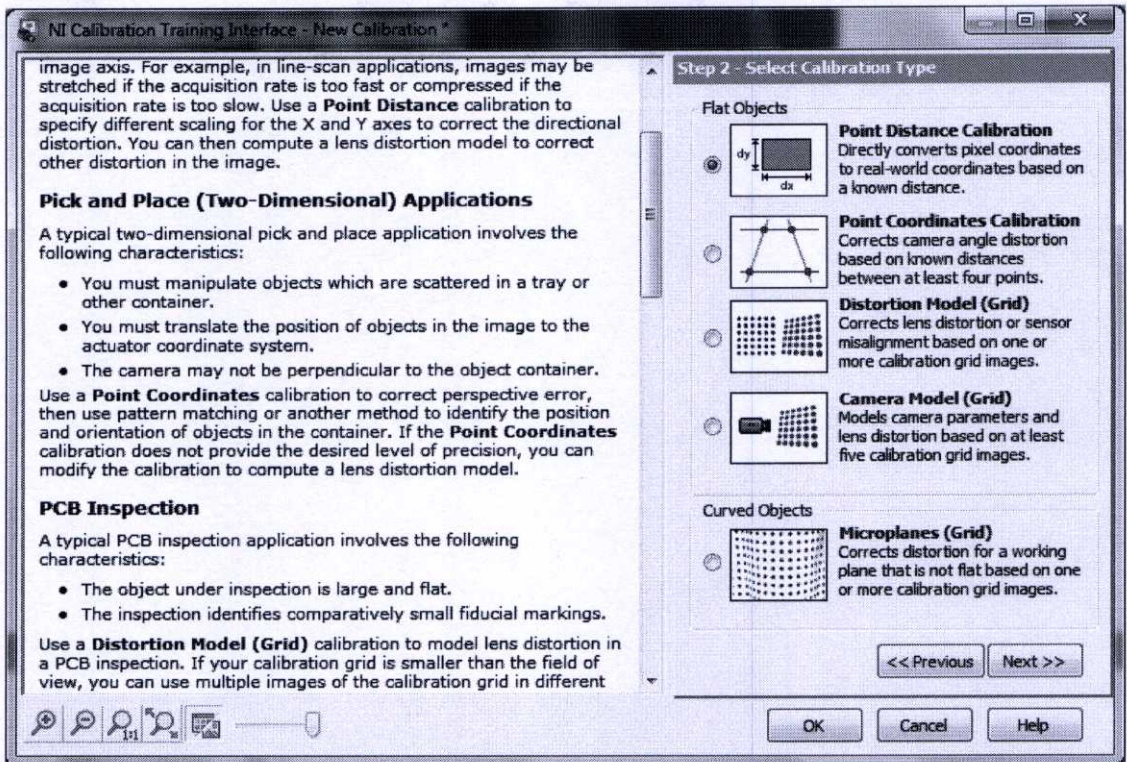 NI Calibration Training Interface - New Calibration *
image axis. For example, in line-scan applications, images may be
stretched if the acquisition rate is too fast or compressed if the
acquisition rate is too slow. Use a Point Distance calibration to
specify different scaling for the X and Y axes to correct the directional
distortion. You can then compute a lens distortion model to correct
other distortion in the image.
Pick and Place (Two-Dimensional) Applications
A typical two-dimensional pick and place application involves the
following characteristics:
• You must manipulate objects which are scattered in a tray or
other container.
• You must translate the position of objects in the image to the
actuator coordinate system.
• The camera may not be perpendicular to the object container.
Use a Point Coordinates calibration to correct perspective error,
then use pattern matching or another method to identify the position
and orientation of objects in the container. If the Point Coordinates
calibration does not provide the desired level of precision, you can
modify the calibration to compute a lens distortion model.
PCB Inspection
A typical PCB inspection application involves the following
characteristics:
• The object under inspection is large and flat.
• The inspection identifies comparatively small fiducial markings.
Use a Distortion Model (Grid) calibration to model lens distortion in
a PCB inspection. If your calibration grid is smaller than the field of
view, you can use multiple images of the calibration grid in different
1:1
Step 2 - Select Calibration Type
Flat Objects
dy
dx
Point Distance Calibration
Directly converts pixel coordinates
to real-world coordinates based on
a known distance.
Point Coordinates Calibration
Corrects camera angle distortion
based on known distances
between at least four points.
Distortion Model (Grid)
Corrects lens distortion or sensor
misalignment based on one or
more calibration grid images.
Camera Model (Grid)
Models camera parameters and
lens distortion based on at least
five calibration grid images.
Curved Objects
Microplanes (Grid)
Corrects distortion for a working
plane that is not flat based on one
or more calibration grid images.
<< Previous
Next >>
OK
Cancel
Help